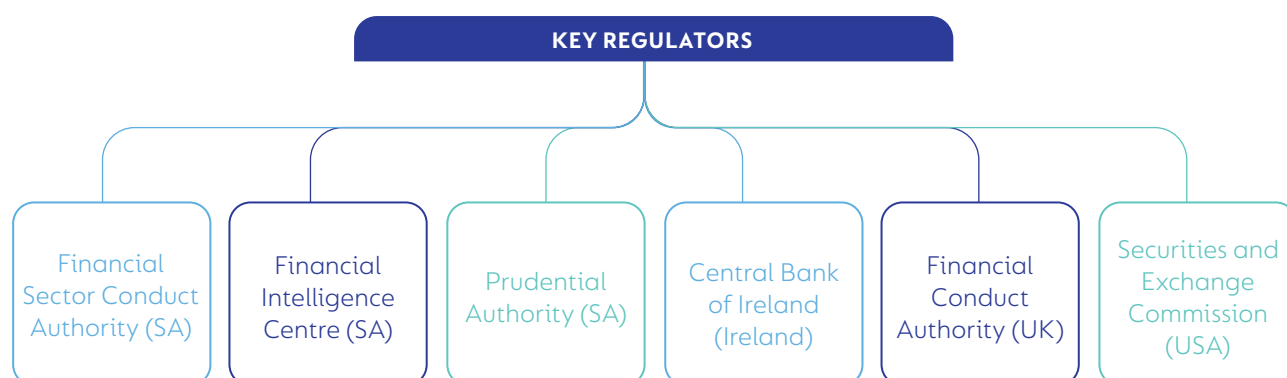 KEY REGULATORS
Financial
Sector Conduct
Authority (SA)
Financial
Intelligence
Centre (SA)
Prudential
Authority (SA)
Central Bank
of Ireland
(Ireland)
Financial
Conduct
Authority (UK)
Securities and
Exchange
Commission
(USA)